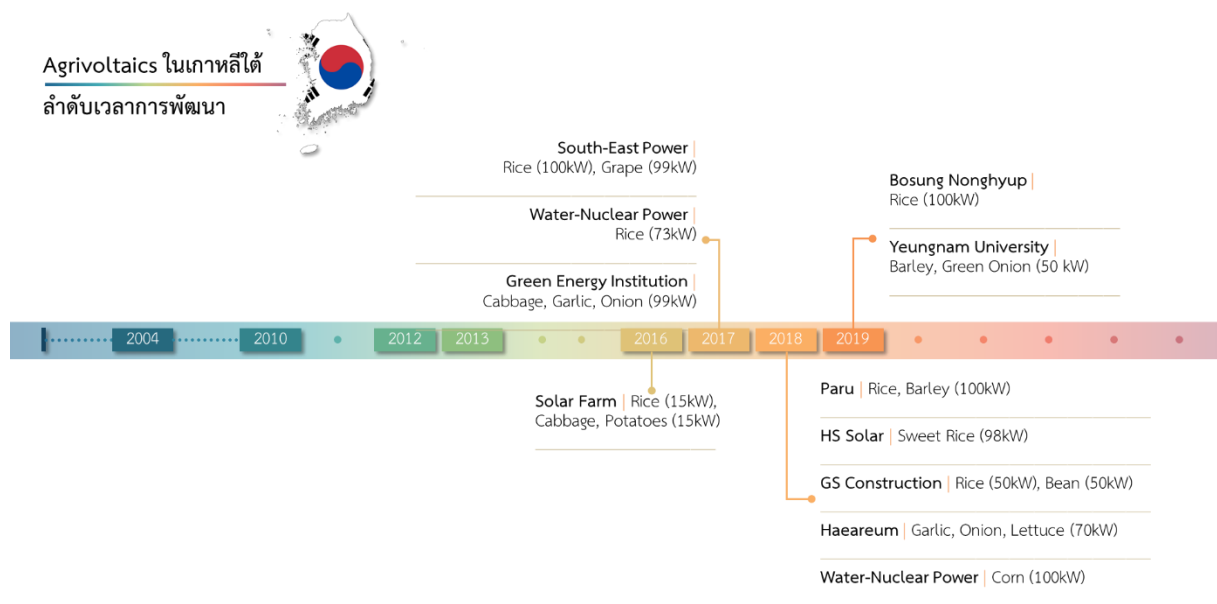 Agrivoltaics ในเกาหลีใต้
ลำดับเวลาการพัฒนา
South-East Power |
Rice (100kW), Grape (99kW)
Water-Nuclear Power |
Rice (73kW)
Green Energy Institution |
Cabbage, Garlic, Onion (99kW)
Bosung Nonghyup |
Rice (100kW)
Yeungnam University |
Barley, Green Onion (50 kW)
2004 2010 2012 2013 2016 2017 2018 2019
Solar Farm | Rice (15kW),
Cabbage, Potatoes (15kW)
Paru | Rice, Barley (100kW)
HS Solar | Sweet Rice (98kW)
GS Construction | Rice (50kW), Bean (50kW)
Haeareum | Garlic, Onion, Lettuce (70kW)
Water-Nuclear Power | Corn (100kW)